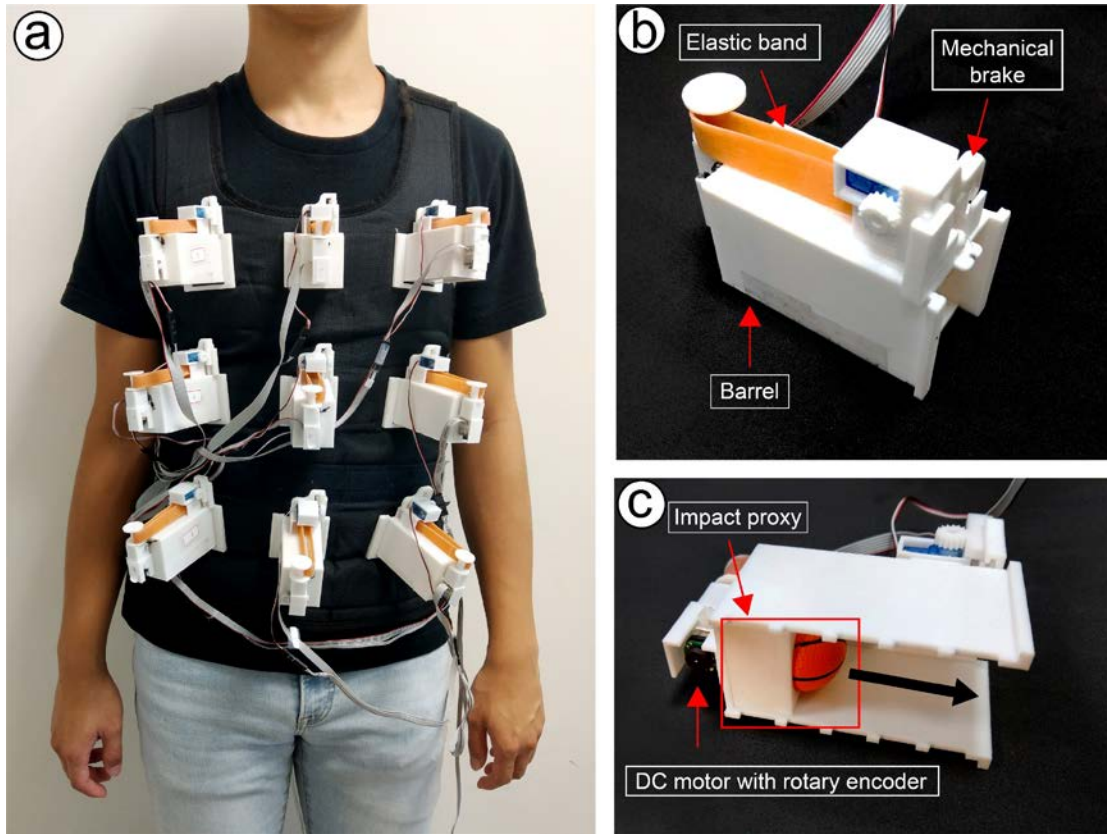 a
b
Elastic band
Mechanical
brake
Barrel
c
Impact proxy
DC motor with rotary encoder